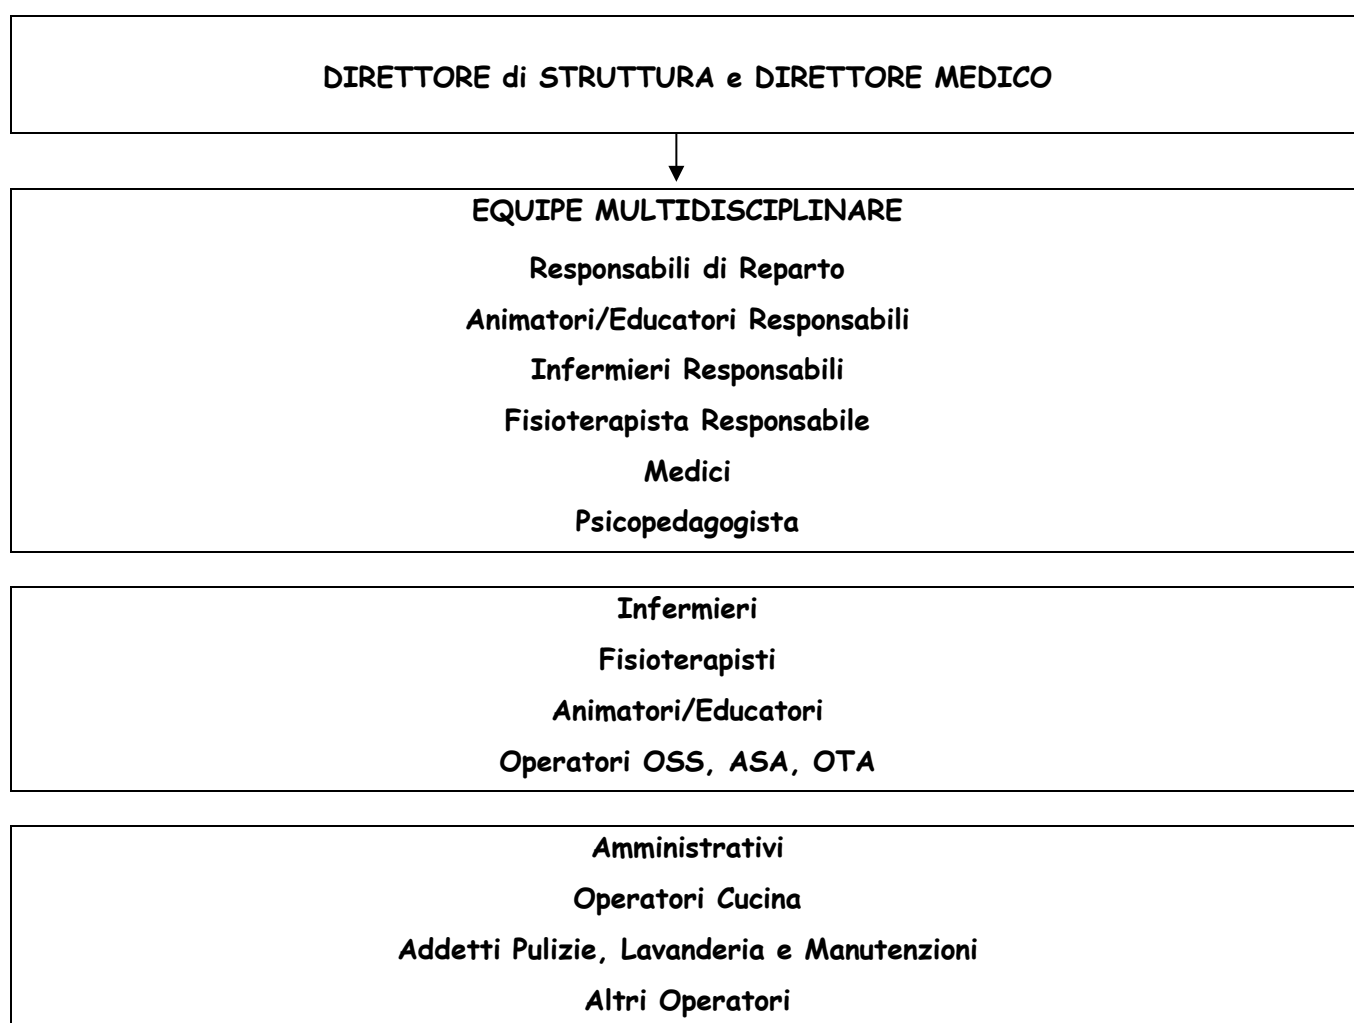 DIRETTORE di STRUTTURA e DIRETTORE MEDICO
EQUIPE MULTIDISCIPLINARE
Responsabili di Reparto
Animatori/Educatori Responsabili
Infermieri Responsabili
Fisioterapista Responsabile
Medici
Psicopedagogista
Infermieri
Fisioterapisti
Animatori/Educatori
Operatori OSS, ASA, OTA
Amministrativi
Operatori Cucina
Addetti Pulizie, Lavanderia e Manutenzioni
Altri Operatori